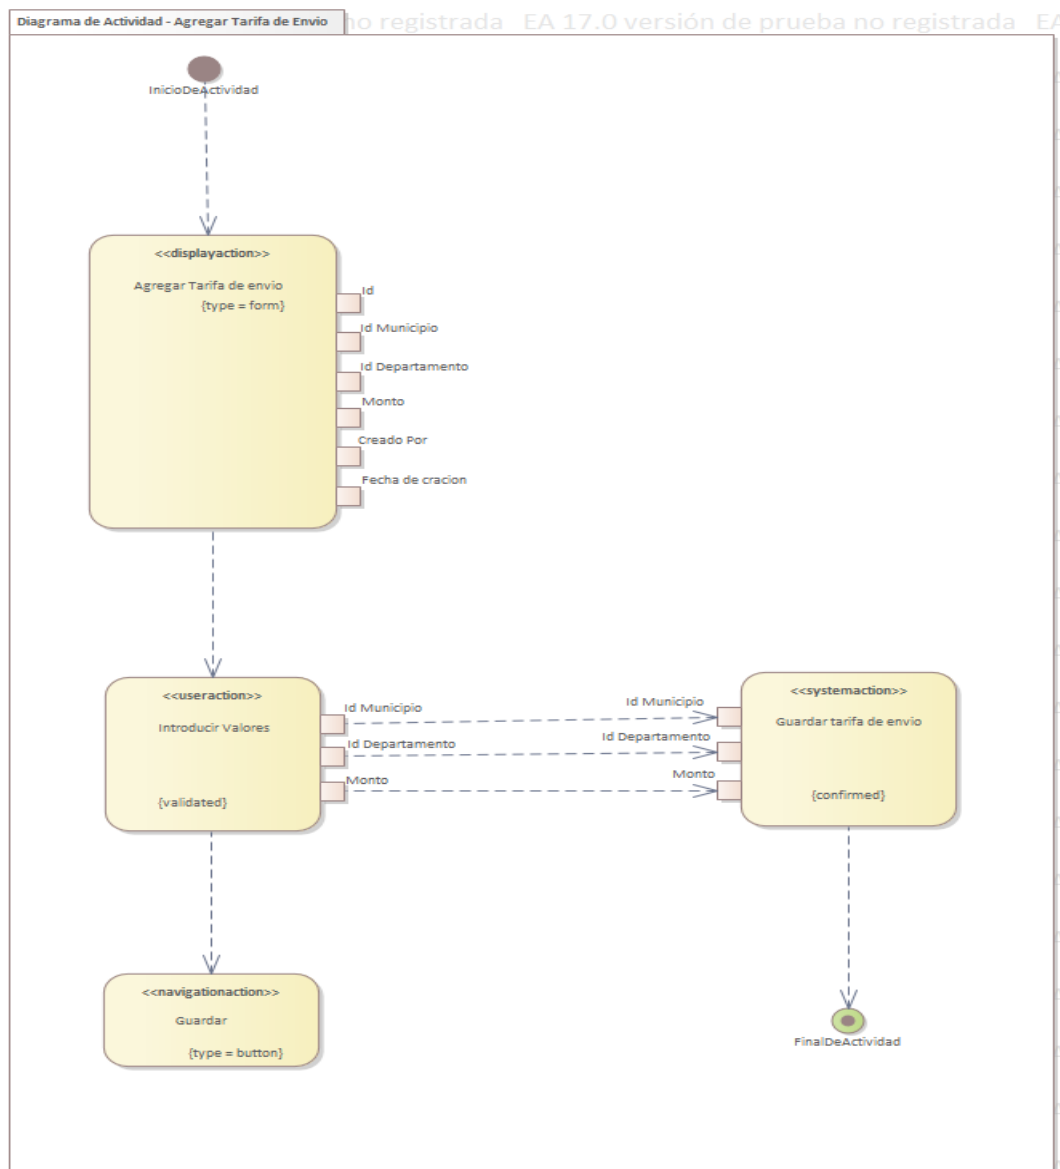 Diagrama de Actividad - Agregar Tarifa de Envio
no registrada EA 17.0 versión de prueba no registrada EA
InicioDeActividad
<<displayaction>>
Agregar Tarifa de envio
{type = form}
Id
Id Municipio
Id Departamento
Monto
Creado Por
Fecha de cracion
<<useraction>>
Introducir Valores
{validated}
Id Municipio
Id Departamento
Monto
Id Municipio
Id Departamento
Monto
<<systemaction>>
Guardar tarifa de envio
{confirmed}
<<navigationaction>>
Guardar
{type = button}
FinalDeActividad